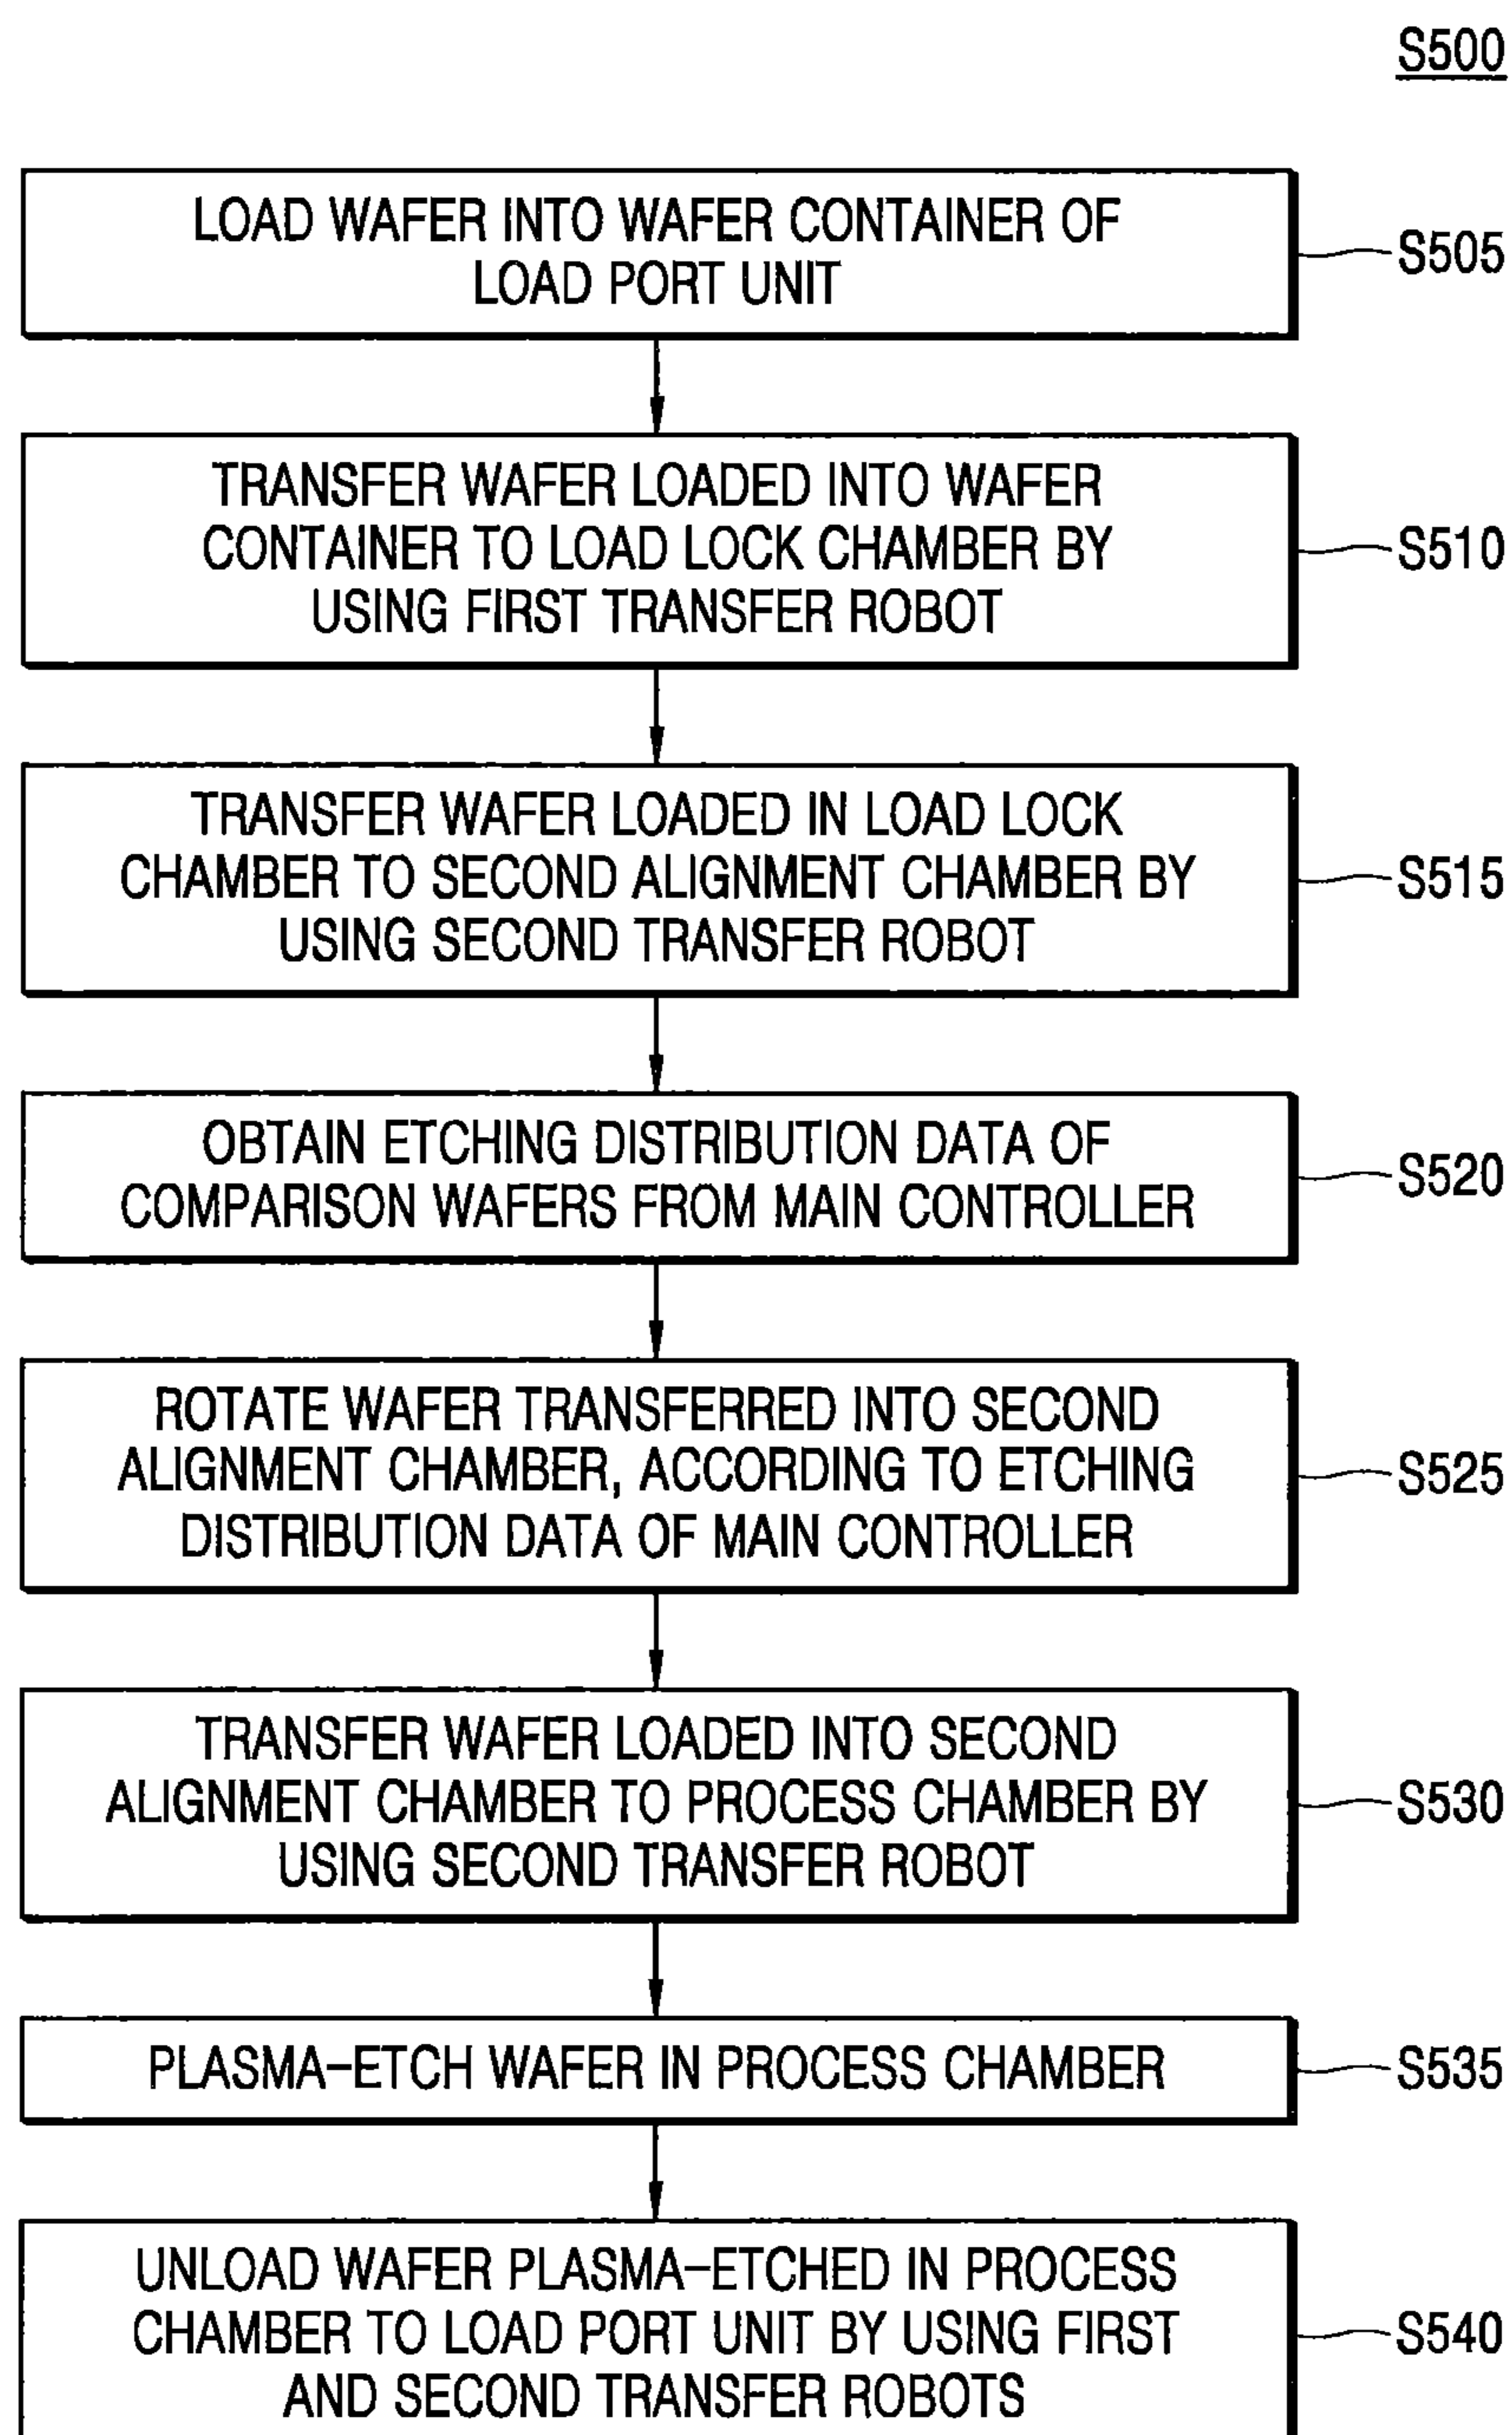 S500
LOAD WAFER INTO WAFER CONTAINER OF
LOAD PORT UNIT
S505
TRANSFER WAFER LOADED INTO WAFER
CONTAINER TO LOAD LOCK CHAMBER BY
USING FIRST TRANSFER ROBOT
S510
TRANSFER WAFER LOADED IN LOAD LOCK
CHAMBER TO SECOND ALIGNMENT CHAMBER BY
USING SECOND TRANSFER ROBOT
S515
OBTAIN ETCHING DISTRIBUTION DATA OF
COMPARISON WAFERS FROM MAIN CONTROLLER
S520
ROTATE WAFER TRANSFERRED INTO SECOND
ALIGNMENT CHAMBER, ACCORDING TO ETCHING
DISTRIBUTION DATA OF MAIN CONTROLLER
S525
TRANSFER WAFER LOADED INTO SECOND
ALIGNMENT CHAMBER TO PROCESS CHAMBER BY
USING SECOND TRANSFER ROBOT
S530
PLASMA-ETCH WAFER IN PROCESS CHAMBER
S535
UNLOAD WAFER PLASMA-ETCHED IN PROCESS
CHAMBER TO LOAD PORT UNIT BY USING FIRST
AND SECOND TRANSFER ROBOTS
S540